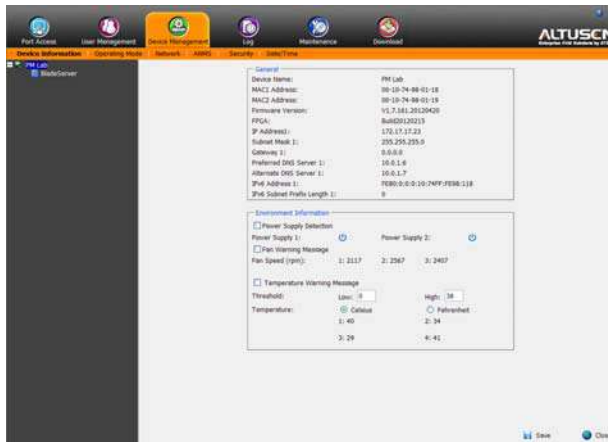 Port Access User Management Device Management Log Maintenance Download
ALTUSCN
Device Information Operating Mode Network ANMS Security Date/Time
PM Lab
BladeServer
General
Device Name: PM Lab
MAC1 Address: 00-10-74-98-01-18
MAC2 Address: 00-10-74-98-01-19
Firmware Version: V1.7.161.20120420
FPGA: Build20120215
IP Address1: 172.17.17.23
Subnet Mask 1: 255.255.255.0
Gateway 1: 0.0.0.0
Preferred DNS Server 1: 10.0.1.6
Alternate DNS Server 1: 10.0.1.7
IPv6 Address 1: FE80:0:0:0:10:74FF:FE98:118
IPv6 Subnet Prefix Length 1: 0
Environment Information
Power Supply Detection
Power Supply 1: Power Supply 2:
Fan Warning Message
Fan Speed (rpm): 1: 2117 2: 2567 3: 2407
Temperature Warning Message
Threshold: Low: 0 High: 38
Temperature: Celsius Fahrenheit
1: 40 2: 34
3: 29 4: 41
Save Clos